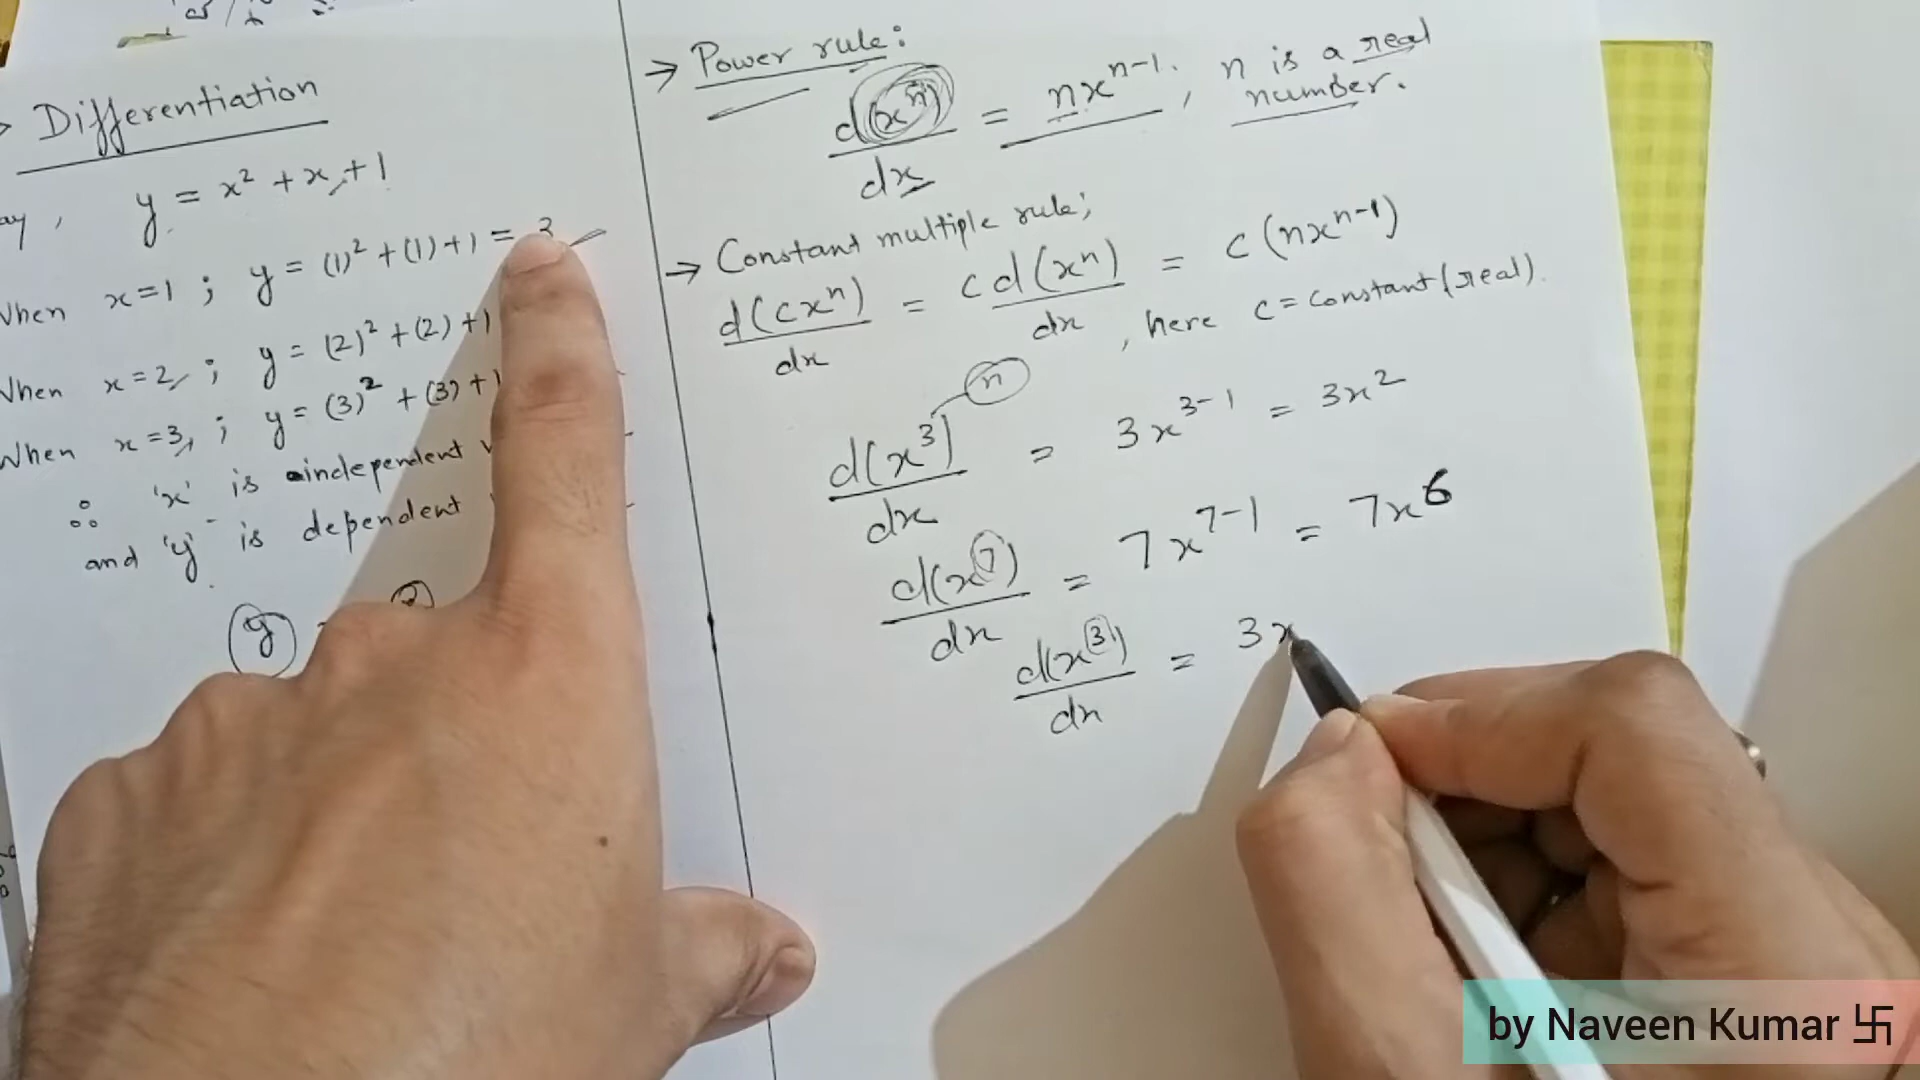 Differentiation
y = x² + x + 1
When x=1 ; y = (1)² + (1) + 1 = 3
When x=2, ; y = (2)² + (2) + 1
When x=3, ; y = (3)² + (3) + 1
∴ 'x' is independent
and 'y' is dependent
y
→ Power rule:
d(xⁿ)/dx = nxⁿ⁻¹, n is a real number.
→ Constant multiple rule;
d(cxⁿ)/dx = c d(xⁿ)/dx = c(nxⁿ⁻¹)
, here c = constant (real).
n
d(x³)/dx = 3x³⁻¹ = 3x²
d(x⁷)/dx = 7x⁷⁻¹ = 7x⁶
d(x³)/dx = 3x
by Naveen Kumar 卐